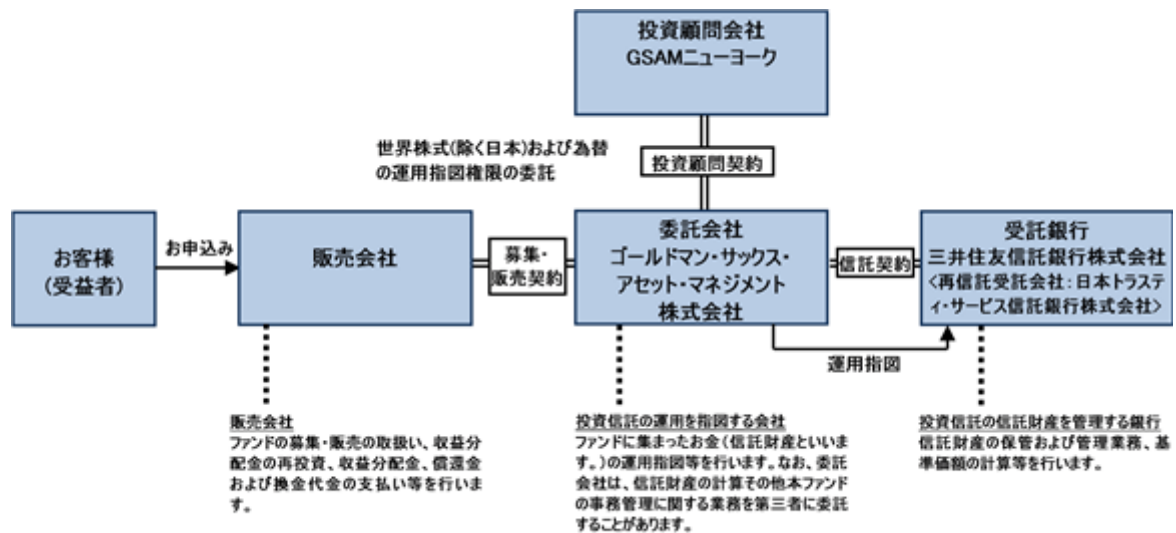 投資顧問会社
GSAMニューヨーク
世界株式(除く日本)および為替
の運用指図権限の委託
投資顧問契約
お客様
(受益者)
お申込み
販売会社
募集・
販売契約
委託会社
ゴールドマン・サックス・
アセット・マネジメント
株式会社
信託契約
受託銀行
三井住友信託銀行株式会社
<再信託受託会社:日本トラステ
ィ・サービス信託銀行株式会社>
運用指図
販売会社
ファンドの募集・販売の取扱い、収益分
配金の再投資、収益分配金、償還金
および換金代金の支払い等を行いま
す。
投資信託の運用を指図する会社
ファンドに集まったお金(信託財産といいま
す。)の運用指図等を行います。なお、委託
会社は、信託財産の計算その他本ファンド
の事務管理に関する業務を第三者に委託
することがあります。
投資信託の信託財産を管理する銀行
信託財産の保管および管理業務、基
準価額の計算等を行います。